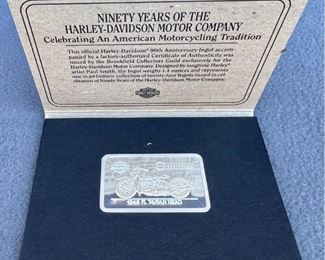 NINETY YEARS OF THE
HARLEY-DAVIDSON MOTOR COMPANY
Celebrating An American Motorcycling Tradition
This official Harley-Davidson® 90th Anniversary Ingot accom-
panied by a factory-authorized Certificate of Authenticity was
issued by the Brookfield Collectors Guild exclusively for the
Harley-Davidson Motor Company. Designed by longtime Harley®
artist Paul Smith, the Ingot weighs 1.4 ounces and represents
one in an historic collection of twenty-four Ingots issued in cel-
ebration of Ninety Years of the Harley-Davidson Motor Company.
1948 FL PANHEAD